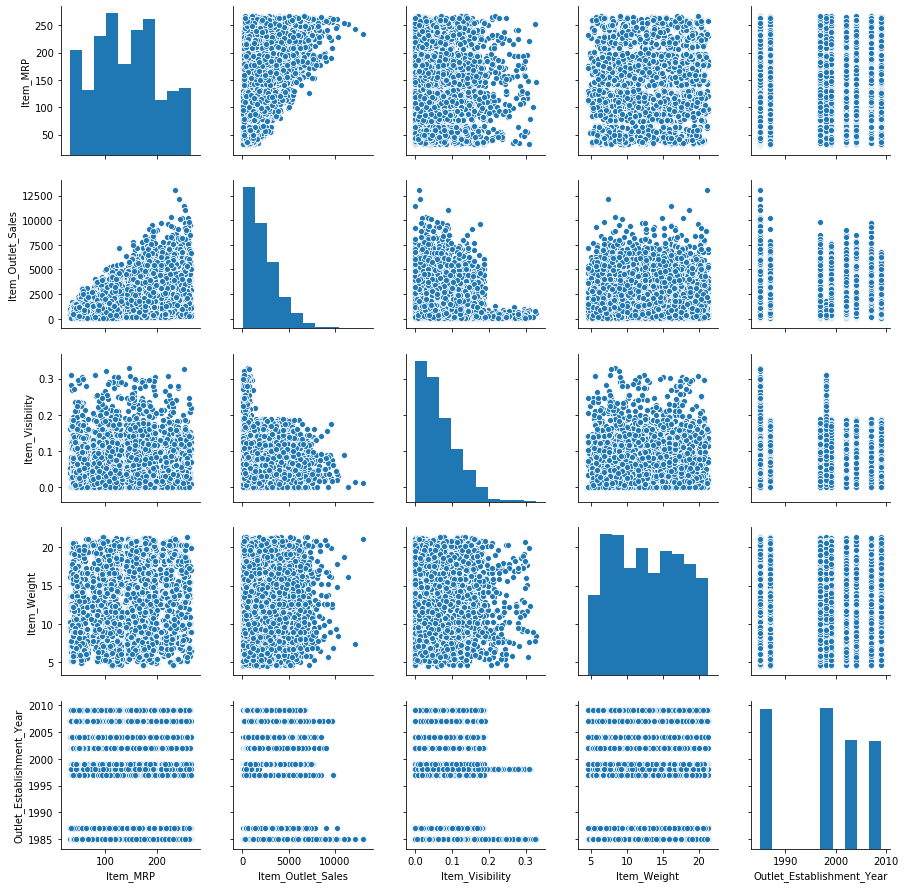 Item_MRP
250
200
150
100
50
Item_Outlet_Sales
12500
10000
7500
5000
2500
0
Item_Visibility
0.3
0.2
0.1
0.0
Item_Weight
20
15
10
5
Outlet_Establishment_Year
2010
2005
2000
1995
1990
1985
100 200
0 5000 10000
0.0 0.1 0.2 0.3
5 10 15 20
1990 2000 2010
Item_MRP
Item_Outlet_Sales
Item_Visibility
Item_Weight
Outlet_Establishment_Year